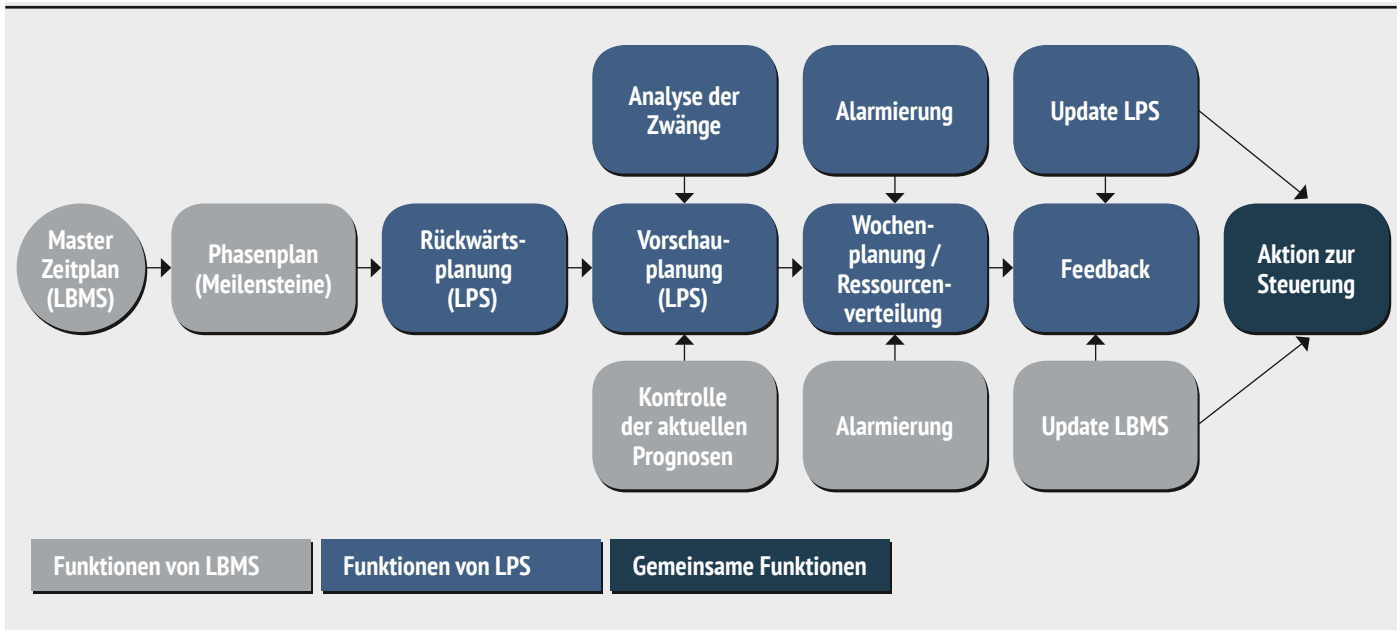 Analyse der
Zwänge
Alarmierung
Update LPS
Master
Zeitplan
(LBMS)
Phasenplan
(Meilensteine)
Rückwärts-
planung
(LPS)
Vorschau-
planung
(LPS)
Wochen-
planung /
Ressourcen-
verteilung
Feedback
Aktion zur
Steuerung
Kontrolle
der aktuellen
Prognosen
Alarmierung
Update LBMS
Funktionen von LBMS
Funktionen von LPS
Gemeinsame Funktionen